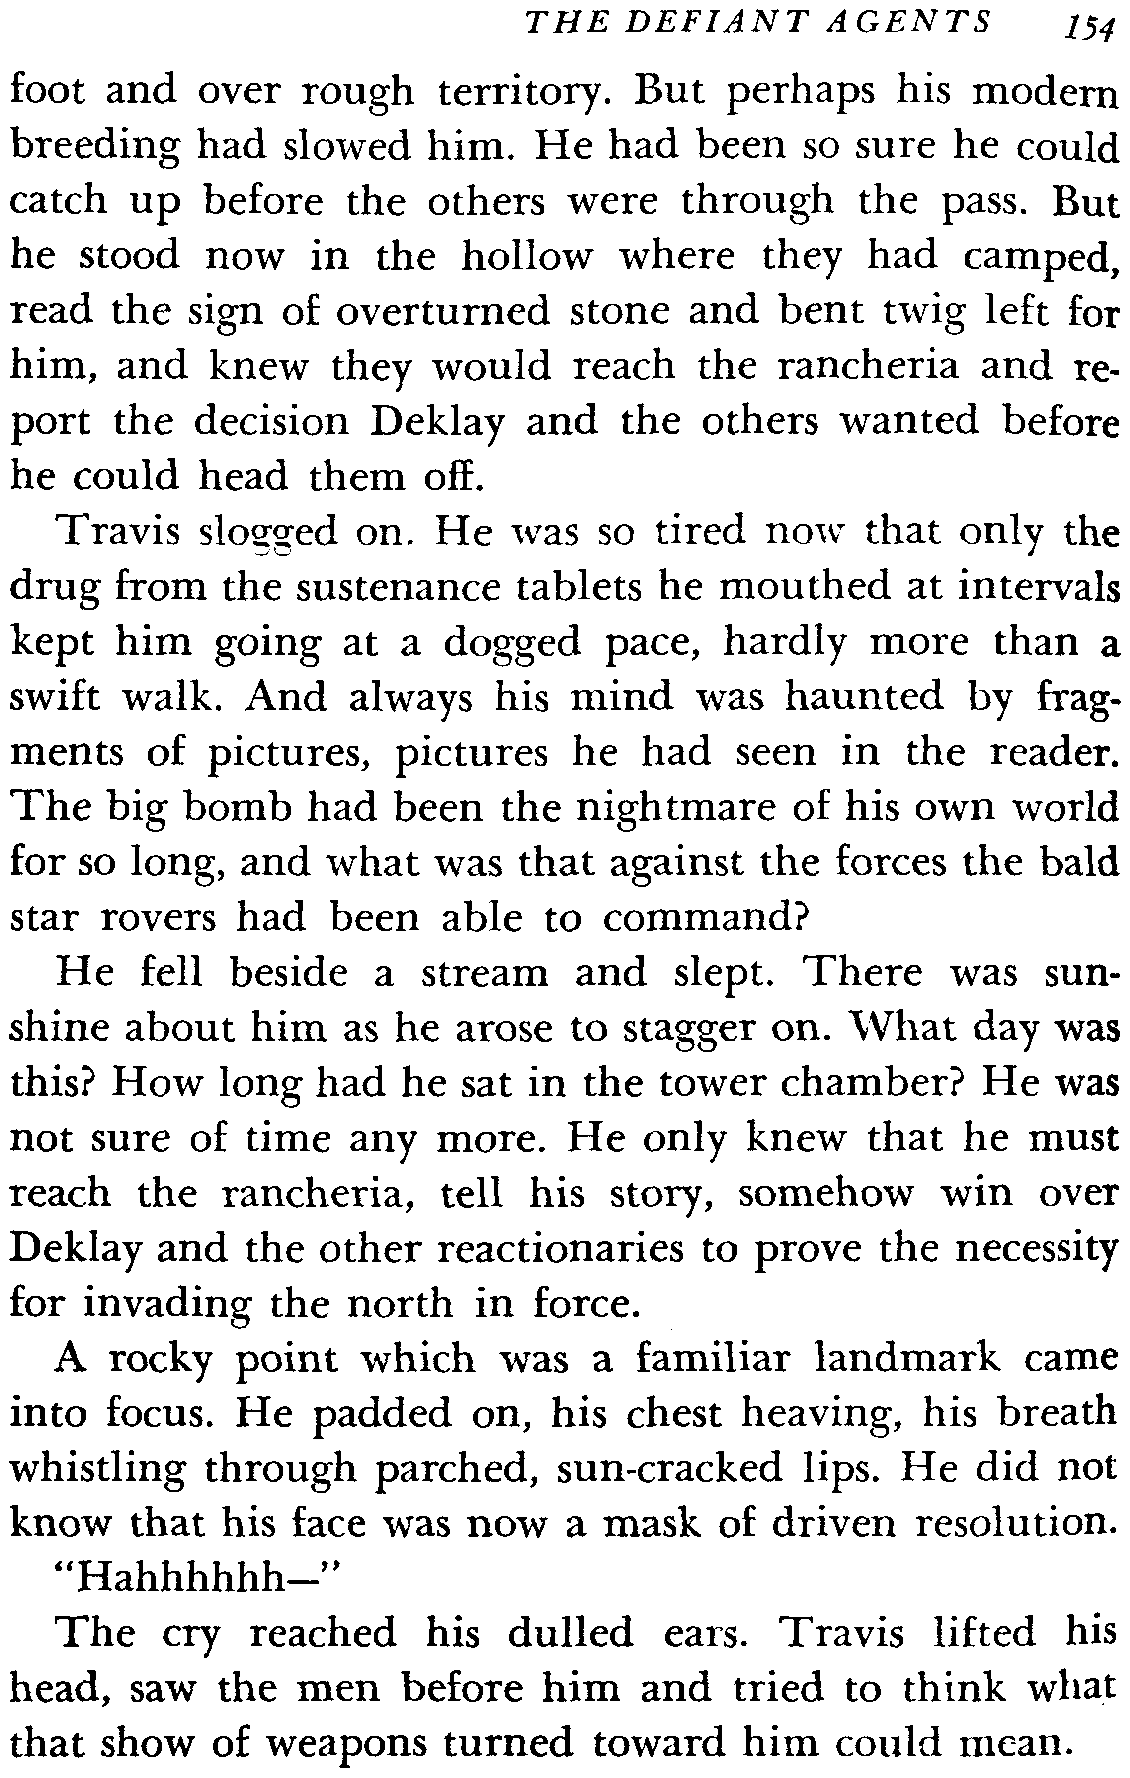 THE DEFIANT AGENTS 154
foot and over rough territory. But perhaps his modern
breeding had slowed him. He had been so sure he could
catch up before the others were through the pass. But
he stood now in the hollow where they had camped,
read the sign of overturned stone and bent twig left for
him, and knew they would reach the rancheria and re-
port the decision Deklay and the others wanted before
he could head them off.
Travis slogged on. He was so tired now that only the
drug from the sustenance tablets he mouthed at intervals
kept him going at a dogged pace, hardly more than a
swift walk. And always his mind was haunted by frag-
ments of pictures, pictures he had seen in the reader.
The big bomb had been the nightmare of his own world
for so long, and what was that against the forces the bald
star rovers had been able to command?
He fell beside a stream and slept. There was sun-
shine about him as he arose to stagger on. What day was
this? How long had he sat in the tower chamber? He was
not sure of time any more. He only knew that he must
reach the rancheria, tell his story, somehow win over
Deklay and the other reactionaries to prove the necessity
for invading the north in force.
A rocky point which was a familiar landmark came
into focus. He padded on, his chest heaving, his breath
whistling through parched, sun-cracked lips. He did not
know that his face was now a mask of driven resolution.
“Hahhhhhh—”
The cry reached his dulled ears. Travis lifted his
head, saw the men before him and tried to think what
that show of weapons turned toward him could mean.